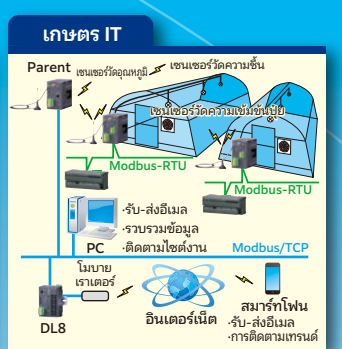 เกษตร IT
Parent
เซนเซอร์วัดอุณหภูมิ
เซนเซอร์วัดความชื้น
เซนเซอร์วัดความเข้มข้นปุ๋ย
Modbus-RTU
Modbus-RTU
·รับ-ส่งอีเมล
·รวบรวมข้อมูล
·ติดตามไซต์งาน
PC
Modbus/TCP
โมบาย
เราเตอร์
DL8
อินเตอร์เน็ต
สมาร์ทโฟน
·รับ-ส่งอีเมล
·การติดตามเทรนด์